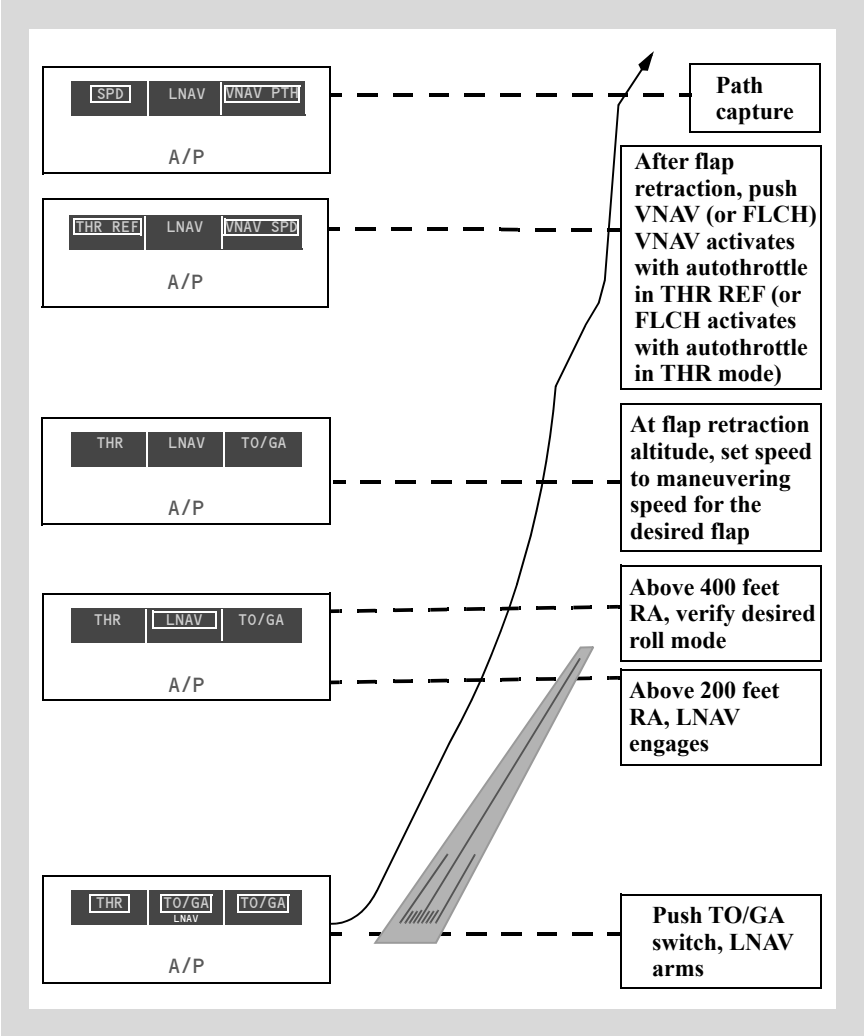 SPD LNAV VNAV PTH
A/P
Path
capture
THR REF LNAV VNAV SPD
A/P
After flap
retraction, push
VNAV (or FLCH)
VNAV activates
with autothrottle
in THR REF (or
FLCH activates
with autothrottle
in THR mode)
THR LNAV TO/GA
A/P
At flap retraction
altitude, set speed
to maneuvering
speed for the
desired flap
THR LNAV TO/GA
A/P
Above 400 feet
RA, verify desired
roll mode
Above 200 feet
RA, LNAV
engages
THR TO/GA TO/GA
LNAV
A/P
Push TO/GA
switch, LNAV
arms